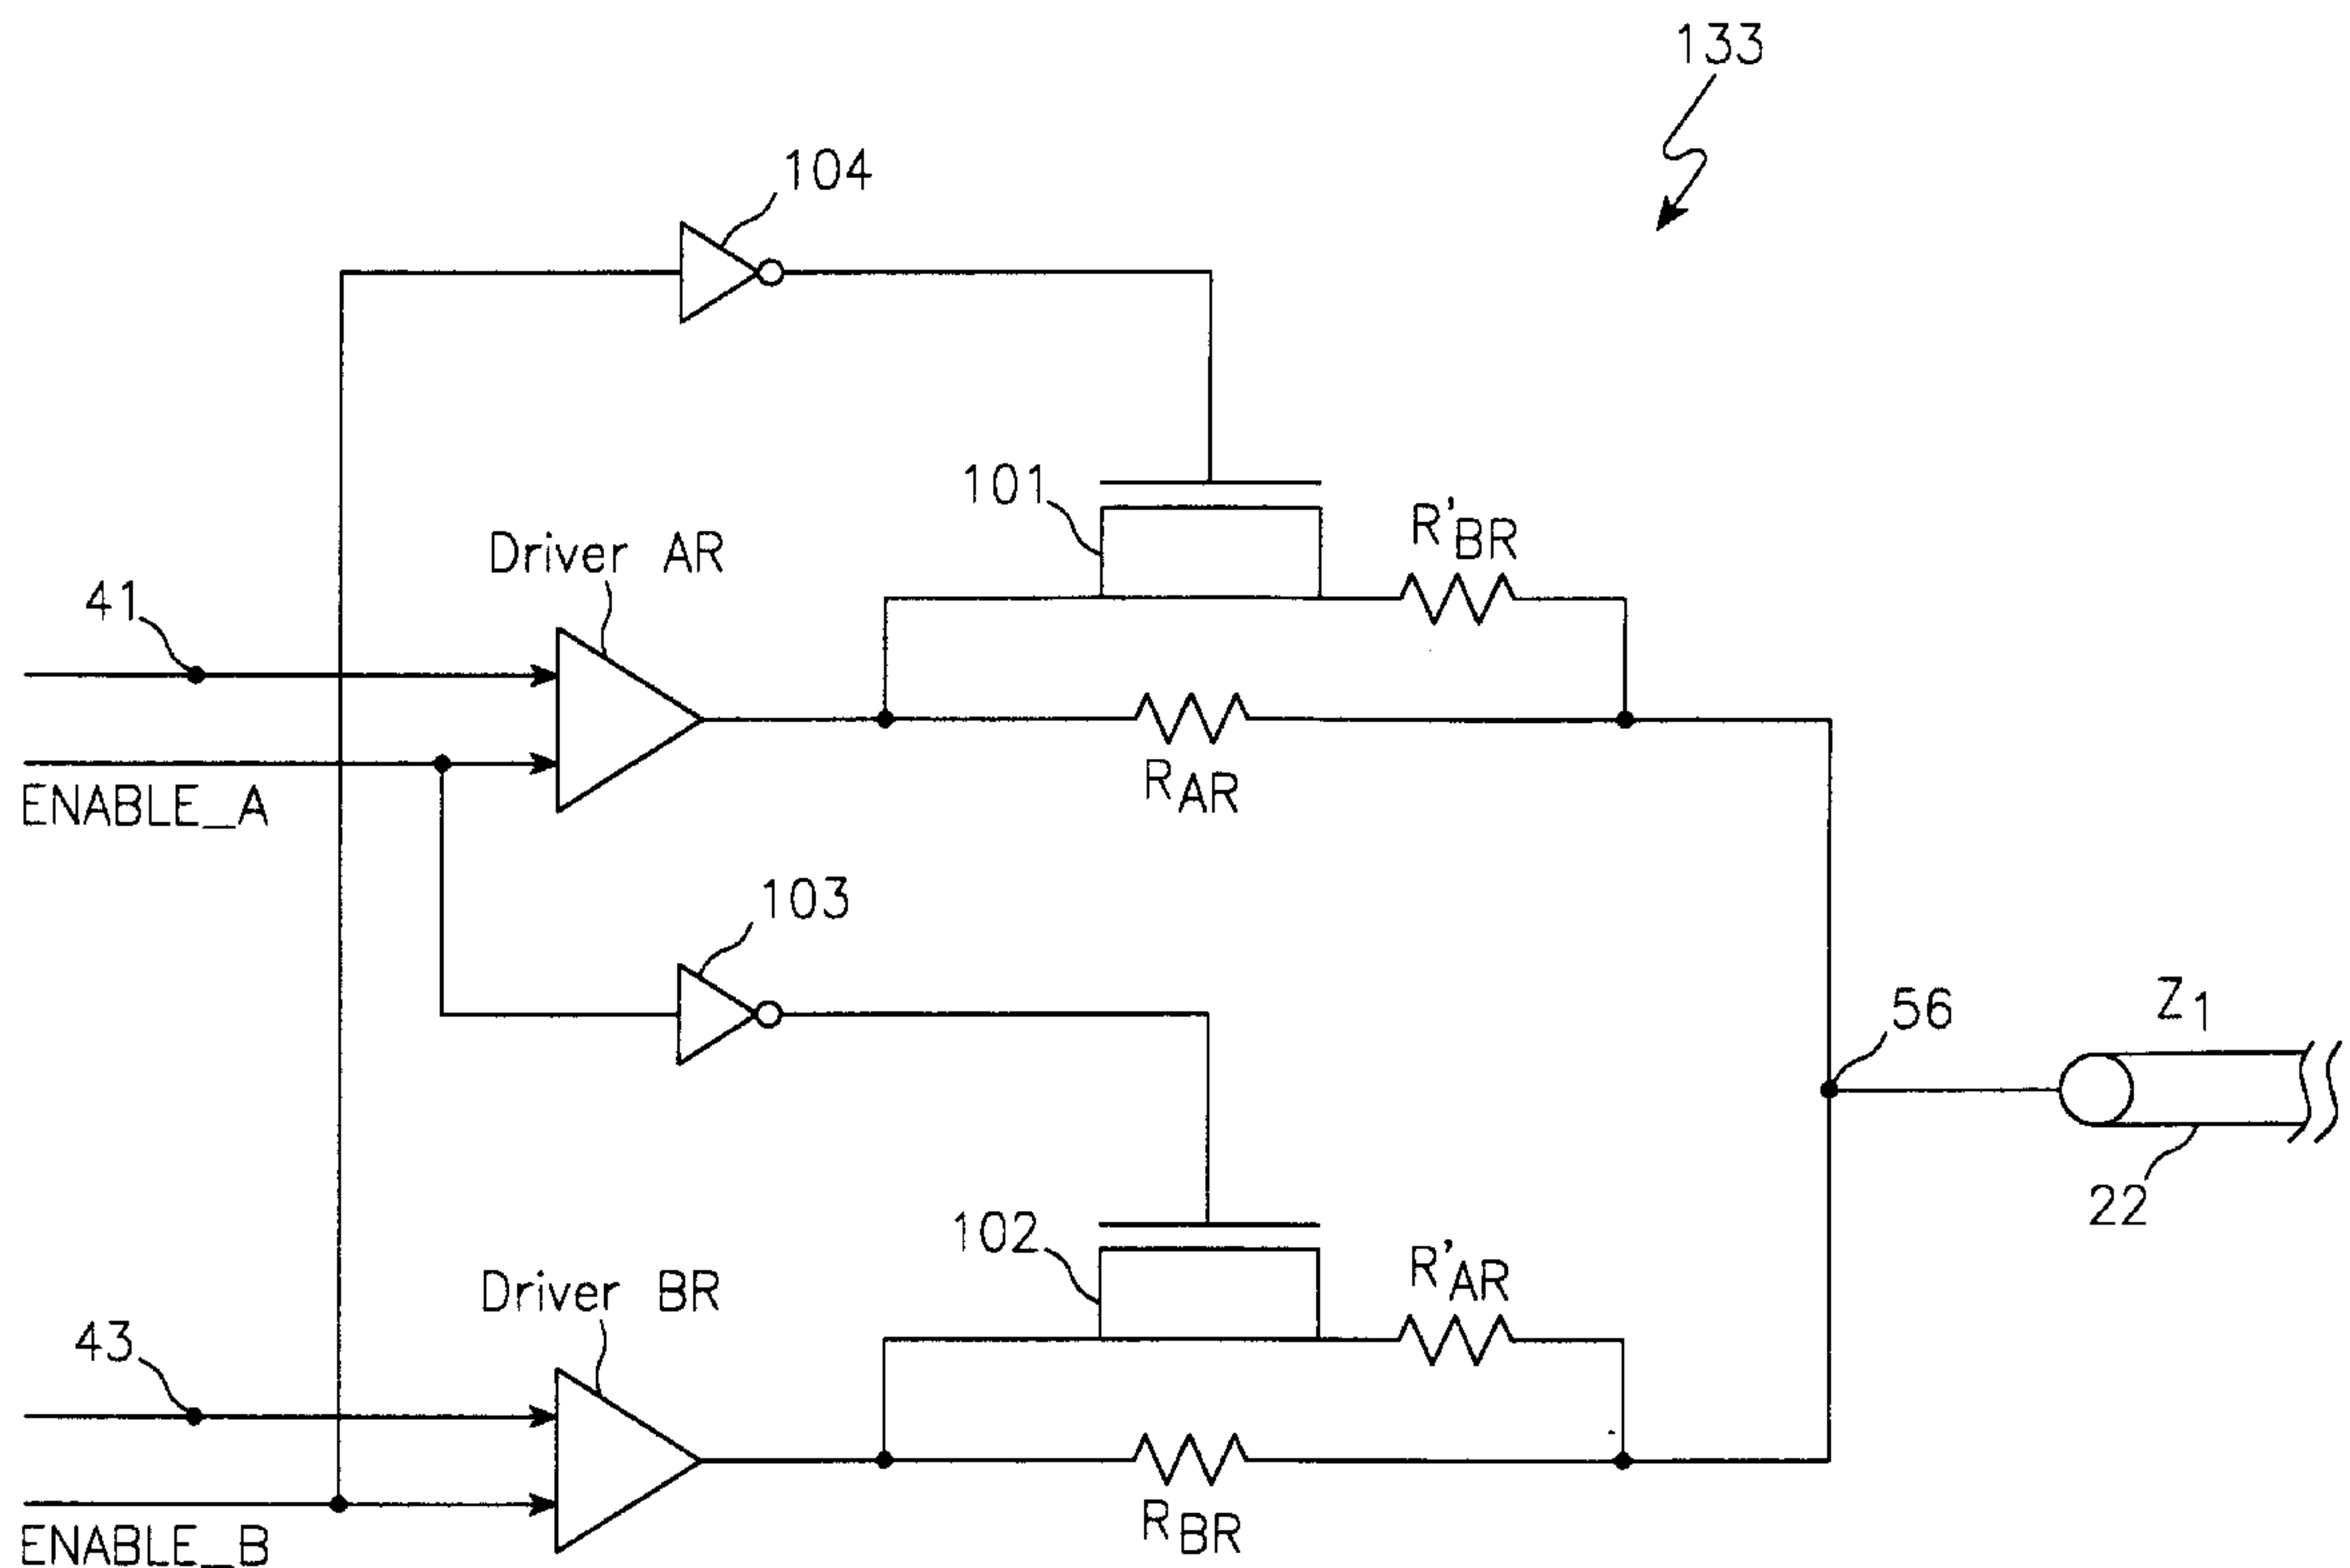 133
104
101
R'BR
Driver AR
41
RAR
ENABLE_A
103
56
Z1
102
R'AR
22
Driver BR
43
RBR
ENABLE_B